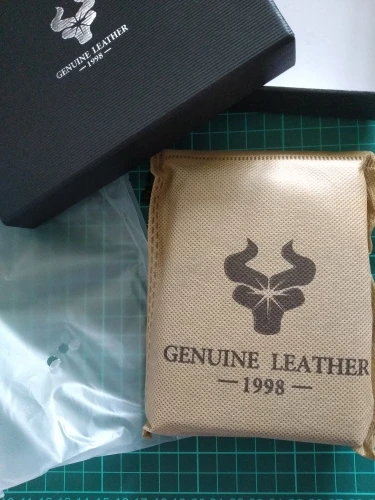 GENUINE LEATHER
— 1998 —
GENUINE LEATHER
— 1998 —